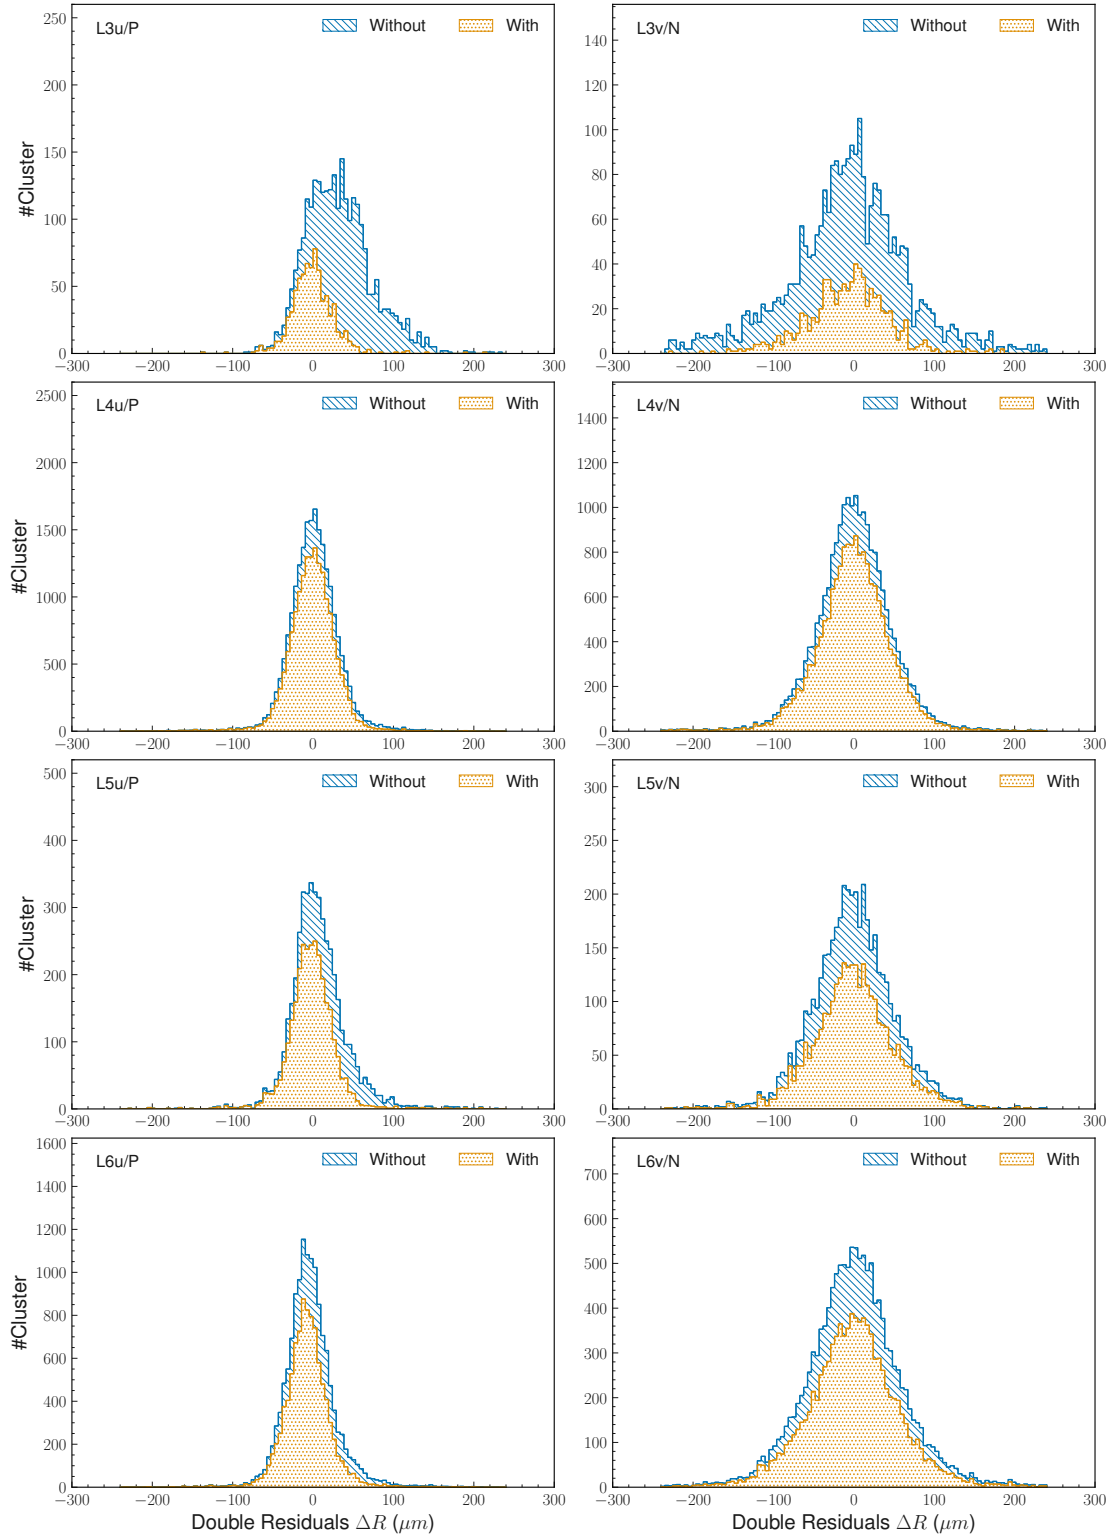 L3u/P Without With
250
200
150
100
50
0
#Cluster
−300 −200 −100 0 100 200 300
L3v/N Without With
140
120
100
80
60
40
20
0
−300 −200 −100 0 100 200 300
L4u/P Without With
2500
2000
1500
1000
500
0
#Cluster
−300 −200 −100 0 100 200 300
L4v/N Without With
1400
1200
1000
800
600
400
200
0
−300 −200 −100 0 100 200 300
L5u/P Without With
500
400
300
200
100
0
#Cluster
−300 −200 −100 0 100 200 300
L5v/N Without With
300
250
200
150
100
50
0
−300 −200 −100 0 100 200 300
L6u/P Without With
1600
1400
1200
1000
800
600
400
200
0
#Cluster
−300 −200 −100 0 100 200 300
Double Residuals ΔR (μm)
L6v/N Without With
700
600
500
400
300
200
100
0
−300 −200 −100 0 100 200 300
Double Residuals ΔR (μm)